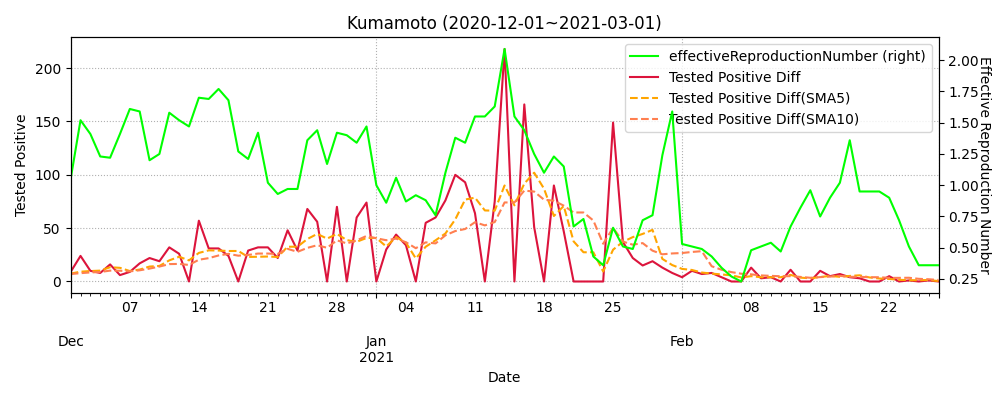 Kumamoto (2020-12-01~2021-03-01)
effectiveReproductionNumber (right)
Tested Positive Diff
Tested Positive Diff(SMA5)
Tested Positive Diff(SMA10)
Tested Positive
200
150
100
50
0
Effective Reproduction Number
2.00
1.75
1.50
1.25
1.00
0.75
0.50
0.25
07 14 21 28 04 11 18 25 08 15 22
Dec Jan Feb
2021
Date